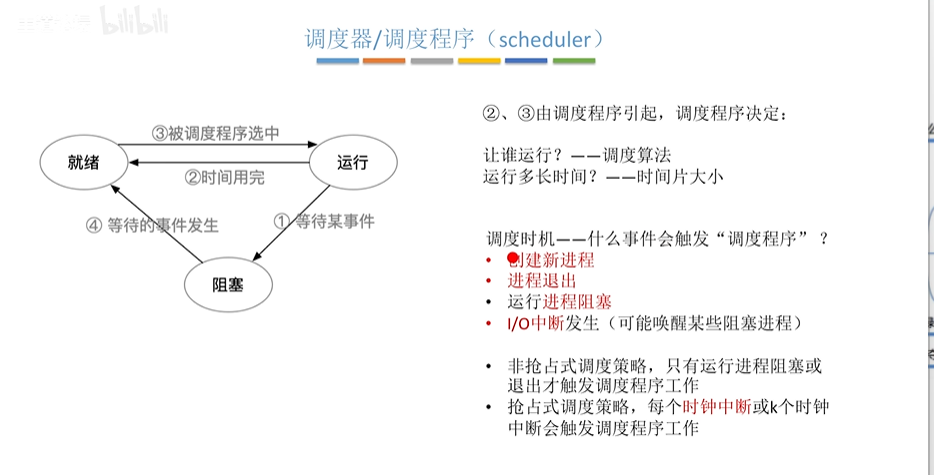 bilibili
调度器/调度程序（scheduler）
②、③由调度程序引起，调度程序决定：
③被调度程序选中
就绪
运行
让谁运行？——调度算法
②时间用完
运行多长时间？——时间片大小
④ 等待的事件发生
① 等待某事件
调度时机——什么事件会触发“调度程序”？
• 创建新进程
• 进程退出
阻塞
• 运行进程阻塞
• I/O中断发生（可能唤醒某些阻塞进程）
• 非抢占式调度策略，只有运行进程阻塞或
退出才触发调度程序工作
• 抢占式调度策略，每个时钟中断或k个时钟
中断会触发调度程序工作